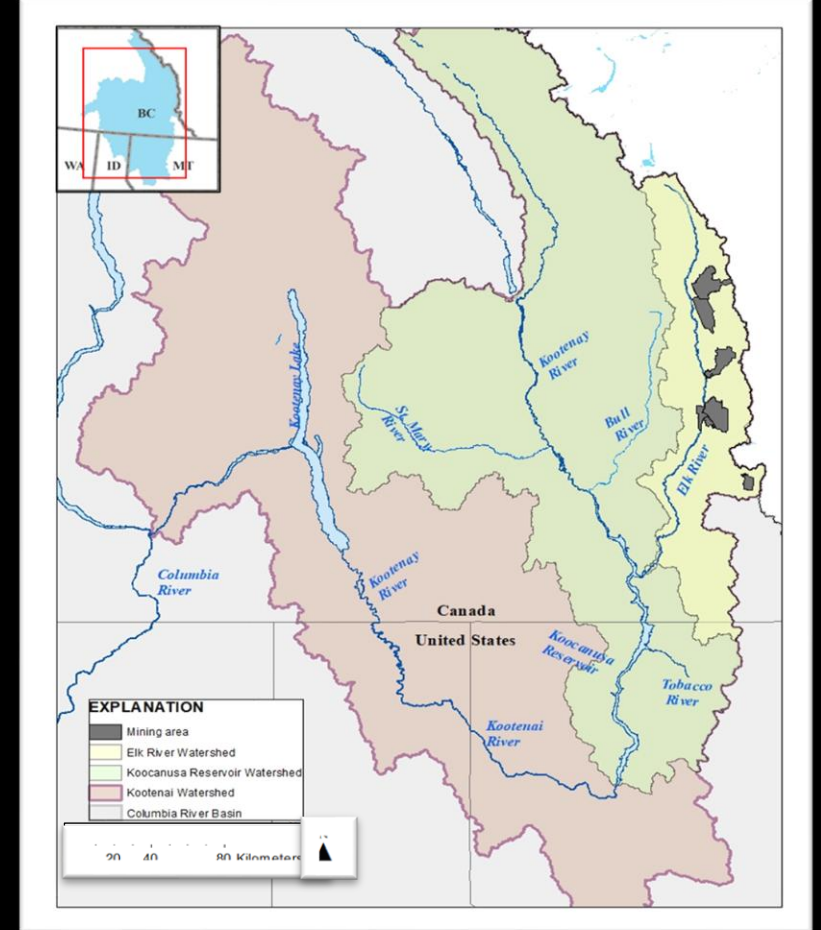 BC
WA
ID
MT
Kootenay
River
Kootenay Lake
St. Mary
River
Bull
River
Elk River
Columbia
River
Kootenay
River
Canada
United States
Koocanusa
Reservoir
Tobacco
River
Kootenai
River
EXPLANATION
Mining area
Elk River Watershed
Koocanusa Reservoir Watershed
Kootenai Watershed
Columbia River Basin
20 40 80 Kilometers